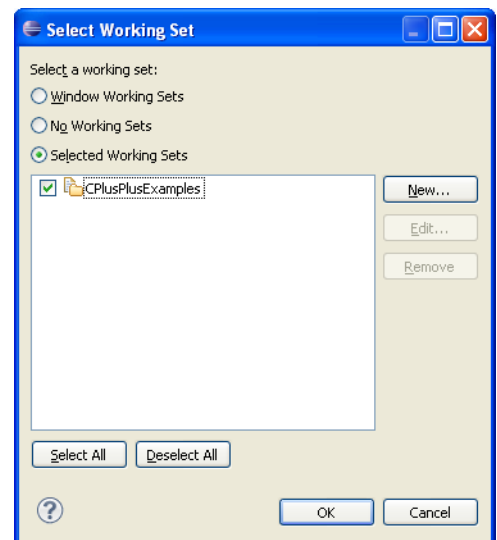 Select Working Set
Select a working set:
Window Working Sets
No Working Sets
Selected Working Sets
CPlusPlusExamples
New...
Edit...
Remove
Select All Deselect All
? OK Cancel